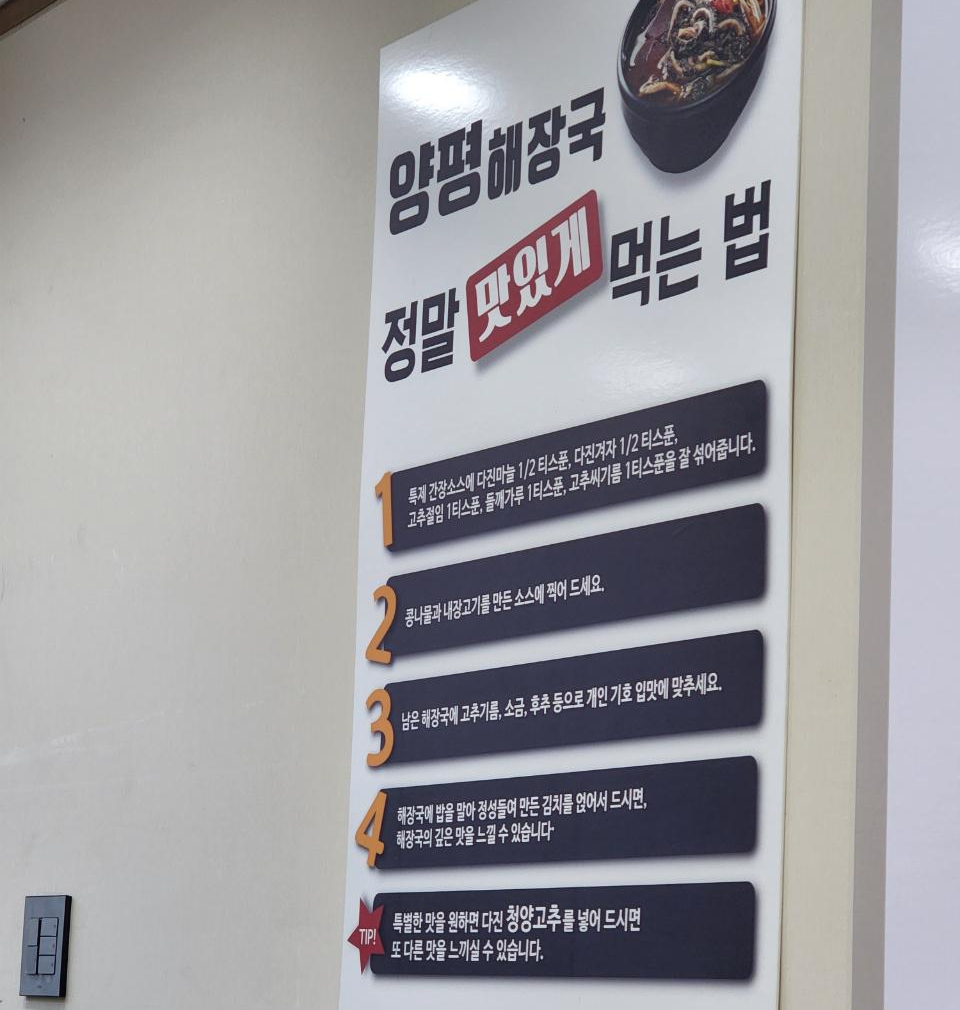 양평해장국
정말 맛있게 먹는 법
1
특제 간장소스에 다진마늘 1/2 티스푼, 다진겨자 1/2 티스푼,
고추절임 1티스푼, 들깨가루 1티스푼, 고추씨기름 1티스푼을 잘 섞어줍니다.
2
콩나물과 내장고기를 만든 소스에 찍어 드세요.
3
남은 해장국에 고추기름, 소금, 후추 등으로 개인 기호 입맛에 맞추세요.
4
해장국에 밥을 말아 정성들여 만든 김치를 얹어서 드시면,
해장국의 깊은 맛을 느낄 수 있습니다·
TIP!
특별한 맛을 원하면 다진 청양고추를 넣어 드시면
또 다른 맛을 느끼실 수 있습니다.